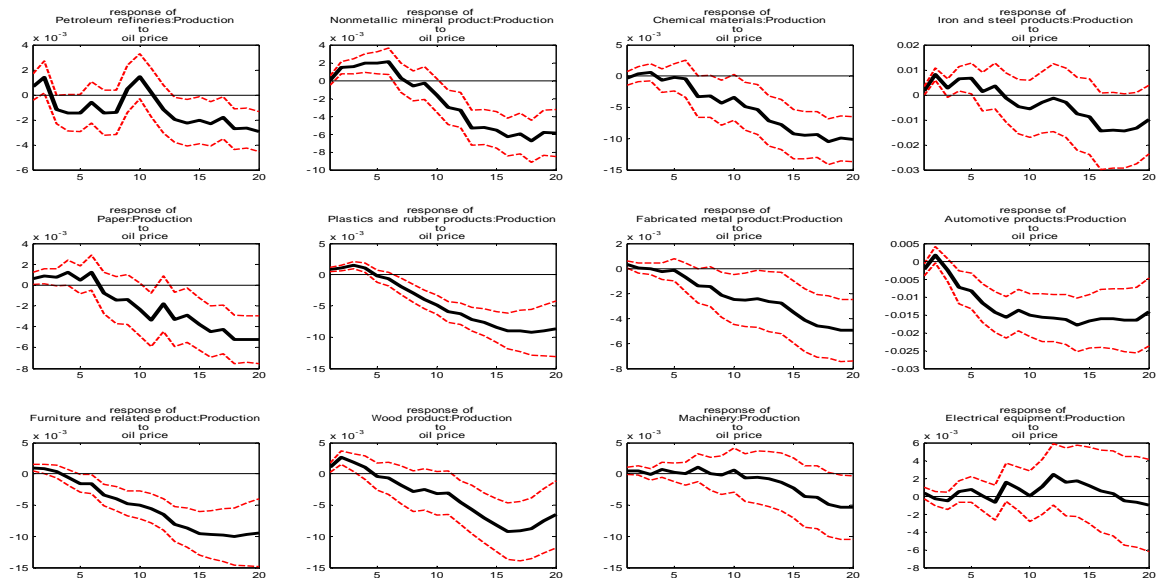 response of
Petroleum refineries:Production
to
oil price
x 10⁻³
4
2
0
-2
-4
-6
5 10 15 20
response of
Nonmetallic mineral product:Production
to
oil price
x 10⁻³
4
2
0
-2
-4
-6
-8
-10
5 10 15 20
response of
Chemical materials:Production
to
oil price
x 10⁻³
5
0
-5
-10
-15
5 10 15 20
response of
Iron and steel products:Production
to
oil price
0.02
0.01
0
-0.01
-0.02
-0.03
5 10 15 20
response of
Paper:Production
to
oil price
x 10⁻³
4
2
0
-2
-4
-6
-8
5 10 15 20
response of
Plastics and rubber products:Production
to
oil price
x 10⁻³
5
0
-5
-10
-15
5 10 15 20
response of
Fabricated metal product:Production
to
oil price
x 10⁻³
2
0
-2
-4
-6
-8
5 10 15 20
response of
Automotive products:Production
to
oil price
0.005
0
-0.005
-0.01
-0.015
-0.02
-0.025
-0.03
5 10 15 20
response of
Furniture and related product:Production
to
oil price
x 10⁻³
5
0
-5
-10
-15
5 10 15 20
response of
Wood product:Production
to
oil price
x 10⁻³
5
0
-5
-10
-15
5 10 15 20
response of
Machinery:Production
to
oil price
x 10⁻³
5
0
-5
-10
-15
5 10 15 20
response of
Electrical equipment:Production
to
oil price
x 10⁻³
6
4
2
0
-2
-4
-6
-8
5 10 15 20